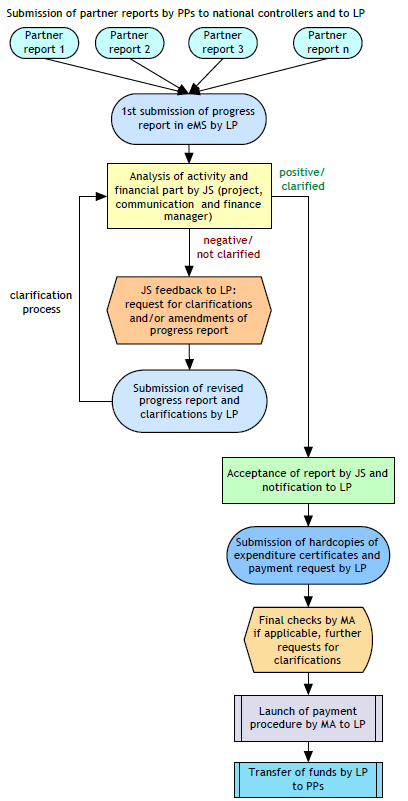 Submission of partner reports by PPs to national controllers and to LP
Partner
report 1
Partner
report 2
Partner
report 3
Partner
report n
1st submission of progress
report in eMS by LP
Analysis of activity and
financial part by JS (project,
communication and finance
manager)
positive/
clarified
negative/
not clarified
clarification
process
JS feedback to LP:
request for clarifications
and/or amendments of
progress report
Submission of revised
progress report and
clarifications by LP
Acceptance of report by JS and
notification to LP
Submission of hardcopies of
expenditure certificates and
payment request by LP
Final checks by MA
if applicable, further
requests for
clarifications
Launch of payment
procedure by MA to LP
Transfer of funds by LP
to PPs